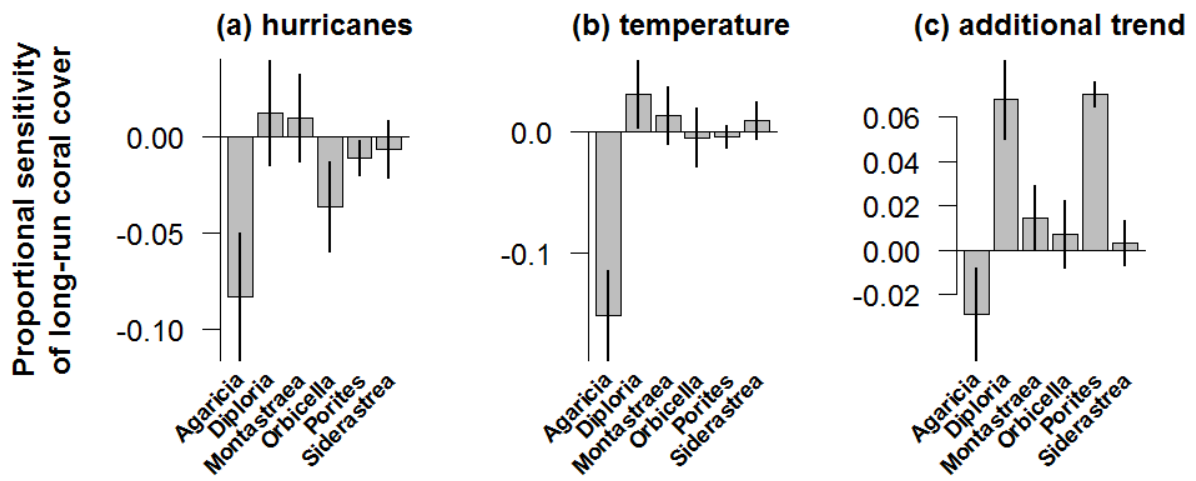 Proportional sensitivity
of long-run coral cover
(a) hurricanes
0.00
-0.05
-0.10
Agaricia
Diploria
Montastraea
Orbicella
Porites
Siderastrea
(b) temperature
0.0
-0.1
Agaricia
Diploria
Montastraea
Orbicella
Porites
Siderastrea
(c) additional trend
0.06
0.04
0.02
0.00
-0.02
Agaricia
Diploria
Montastraea
Orbicella
Porites
Siderastrea